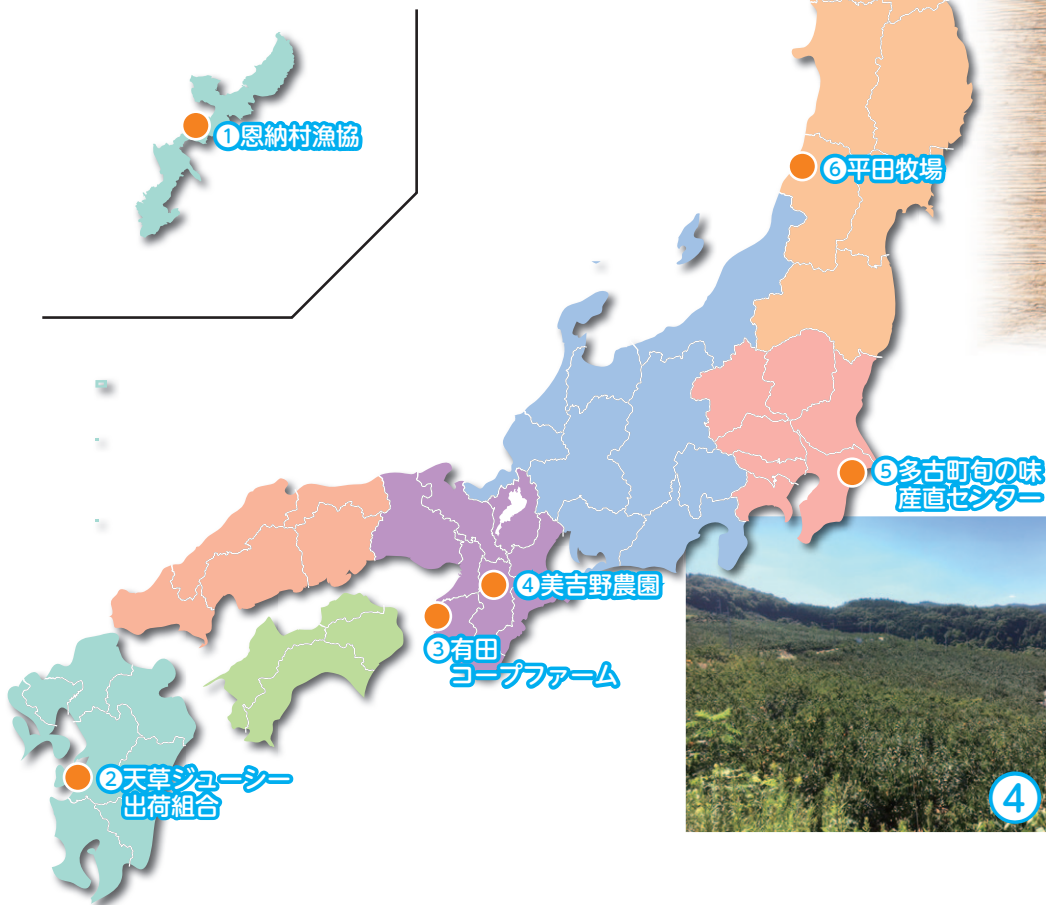 ①恩納村漁協
⑥平田牧場
⑤多古町旬の味
産直センター
④美吉野農園
③有田
コープファーム
②天草ジューシー
出荷組合
④